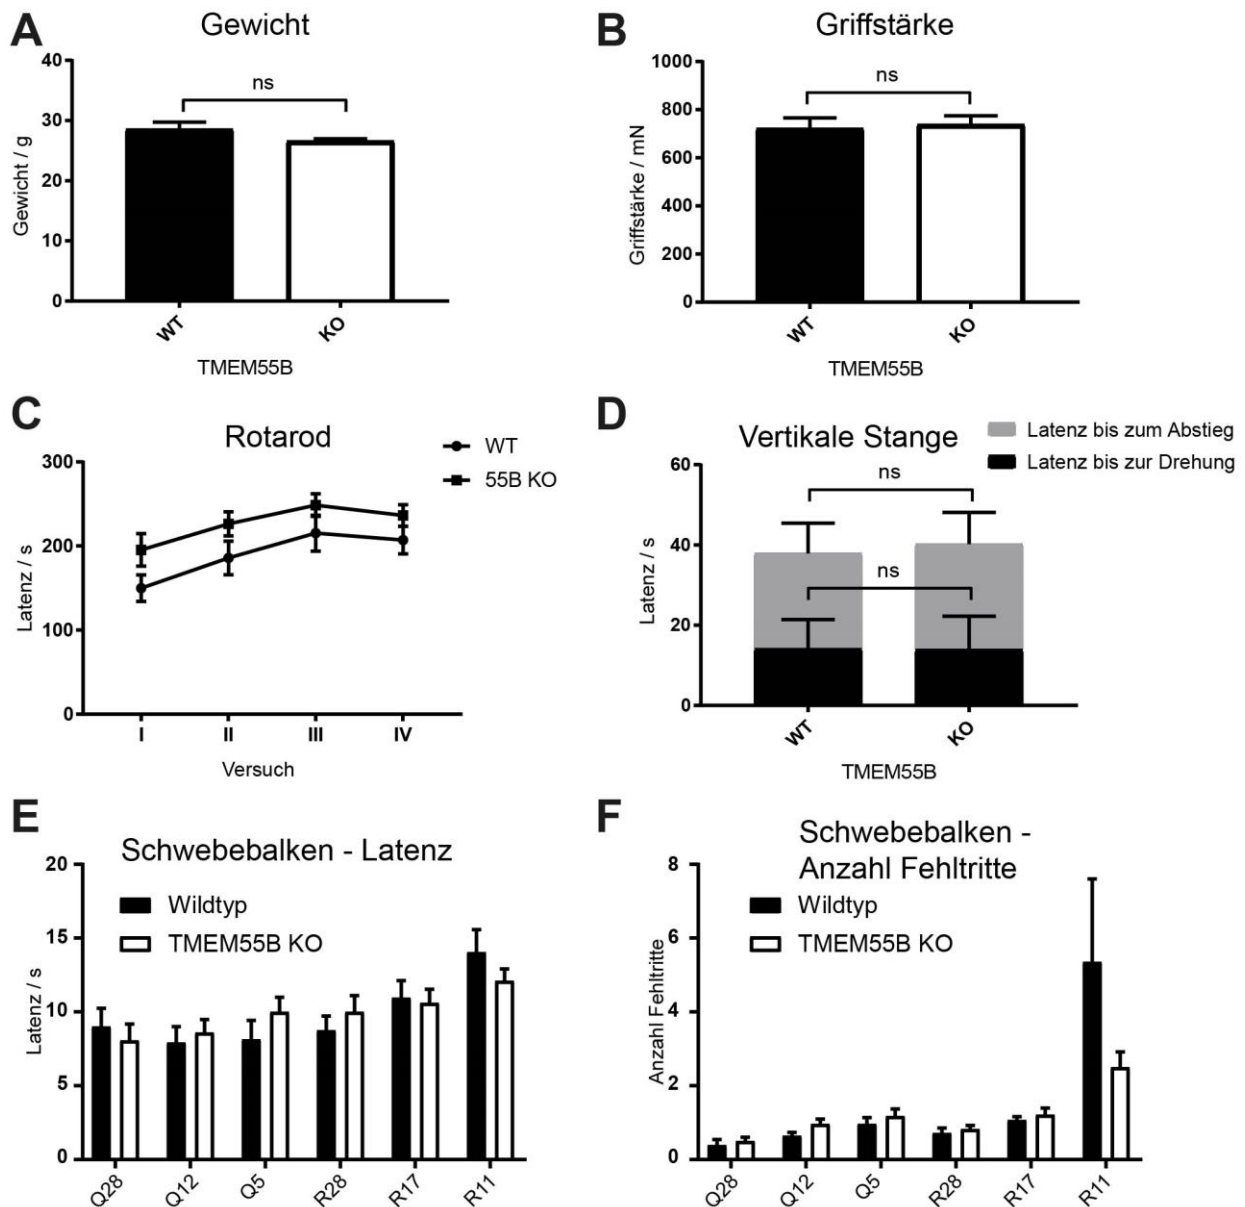 A
Gewicht
40
30
20
10
0
Gewicht / g
ns
WT
KO
TMEM55B
B
Griffstärke
1000
800
600
400
200
0
Griffstärke / mN
ns
WT
KO
TMEM55B
C
Rotarod
WT
55B KO
300
200
100
0
Latenz / s
I
II
III
IV
Versuch
D
Vertikale Stange
Latenz bis zum Abstieg
Latenz bis zur Drehung
60
40
20
0
Latenz / s
ns
ns
WT
KO
TMEM55B
E
Schwebebalken - Latenz
Wildtyp
TMEM55B KO
20
15
10
5
0
Latenz / s
Q28
Q12
Q5
R28
R17
R11
F
Schwebebalken -
Anzahl Fehltritte
Wildtyp
TMEM55B KO
8
6
4
2
0
Anzahl Fehltritte
Q28
Q12
Q5
R28
R17
R11